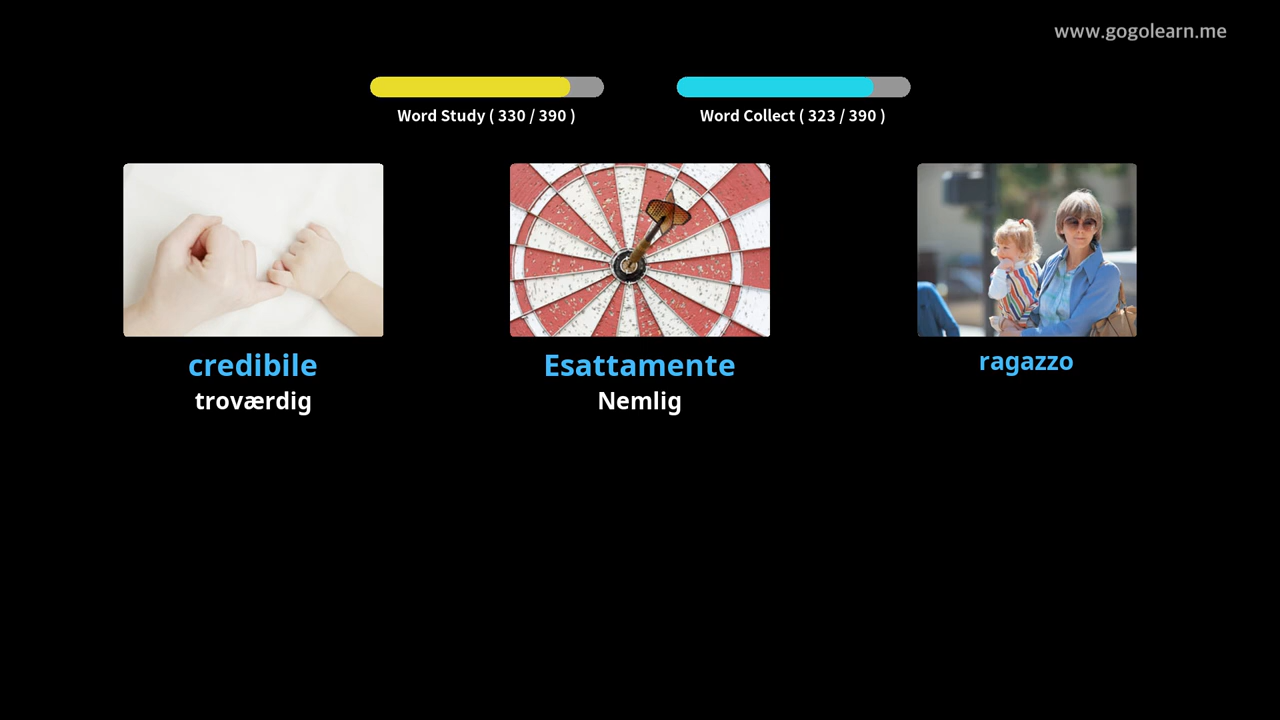 www.gogolearn.me
Word Study ( 330 / 390 )
Word Collect ( 323 / 390 )
credibile
troværdig
Esattamente
Nemlig
ragazzo